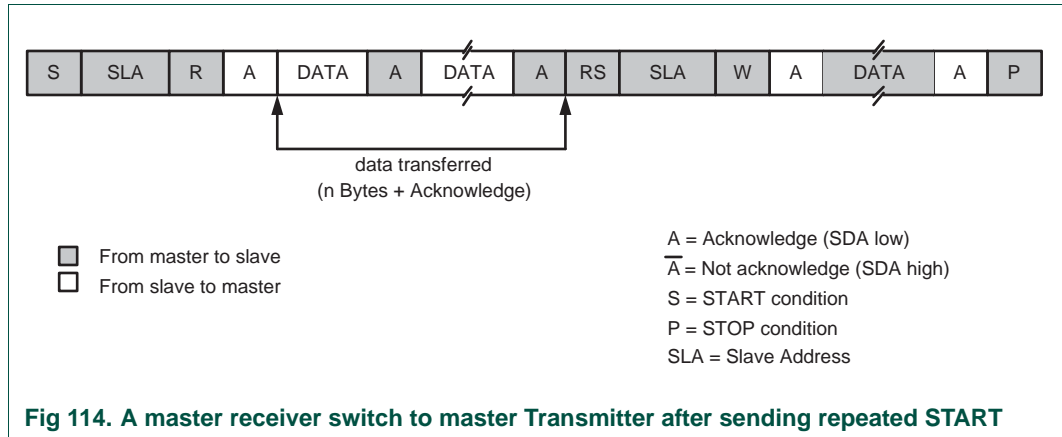 S SLA R A DATA A DATA A RS SLA W A DATA A P
data transferred
(n Bytes + Acknowledge)
From master to slave
From slave to master
A = Acknowledge (SDA low)
A̅ = Not acknowledge (SDA high)
S = START condition
P = STOP condition
SLA = Slave Address
Fig 114. A master receiver switch to master Transmitter after sending repeated START